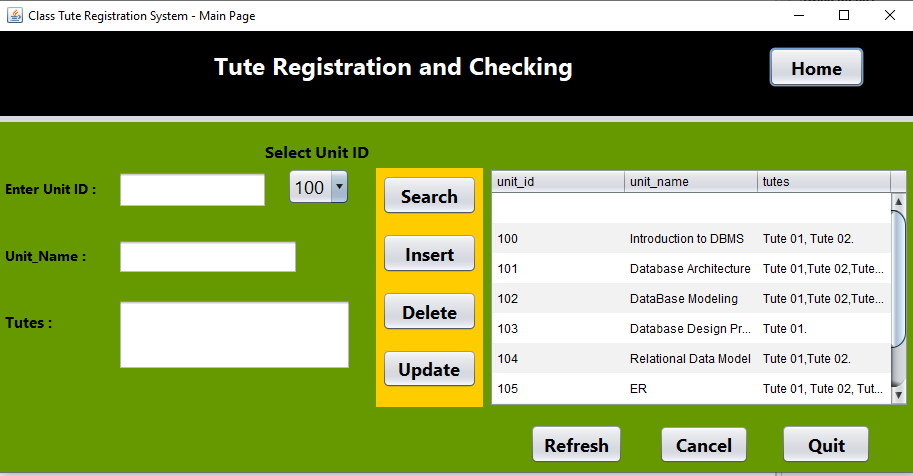 Class Tute Registration System - Main Page
Tute Registration and Checking
Home
Select Unit ID
Enter Unit ID :
100
Unit_Name :
Tutes :
Search
Insert
Delete
Update
unit_id unit_name tutes
100 Introduction to DBMS Tute 01, Tute 02.
101 Database Architecture Tute 01,Tute 02,Tute...
102 DataBase Modeling Tute 01,Tute 02,Tute...
103 Database Design Pr... Tute 01.
104 Relational Data Model Tute 01,Tute 02.
105 ER Tute 01, Tute 02, Tut...
Refresh
Cancel
Quit